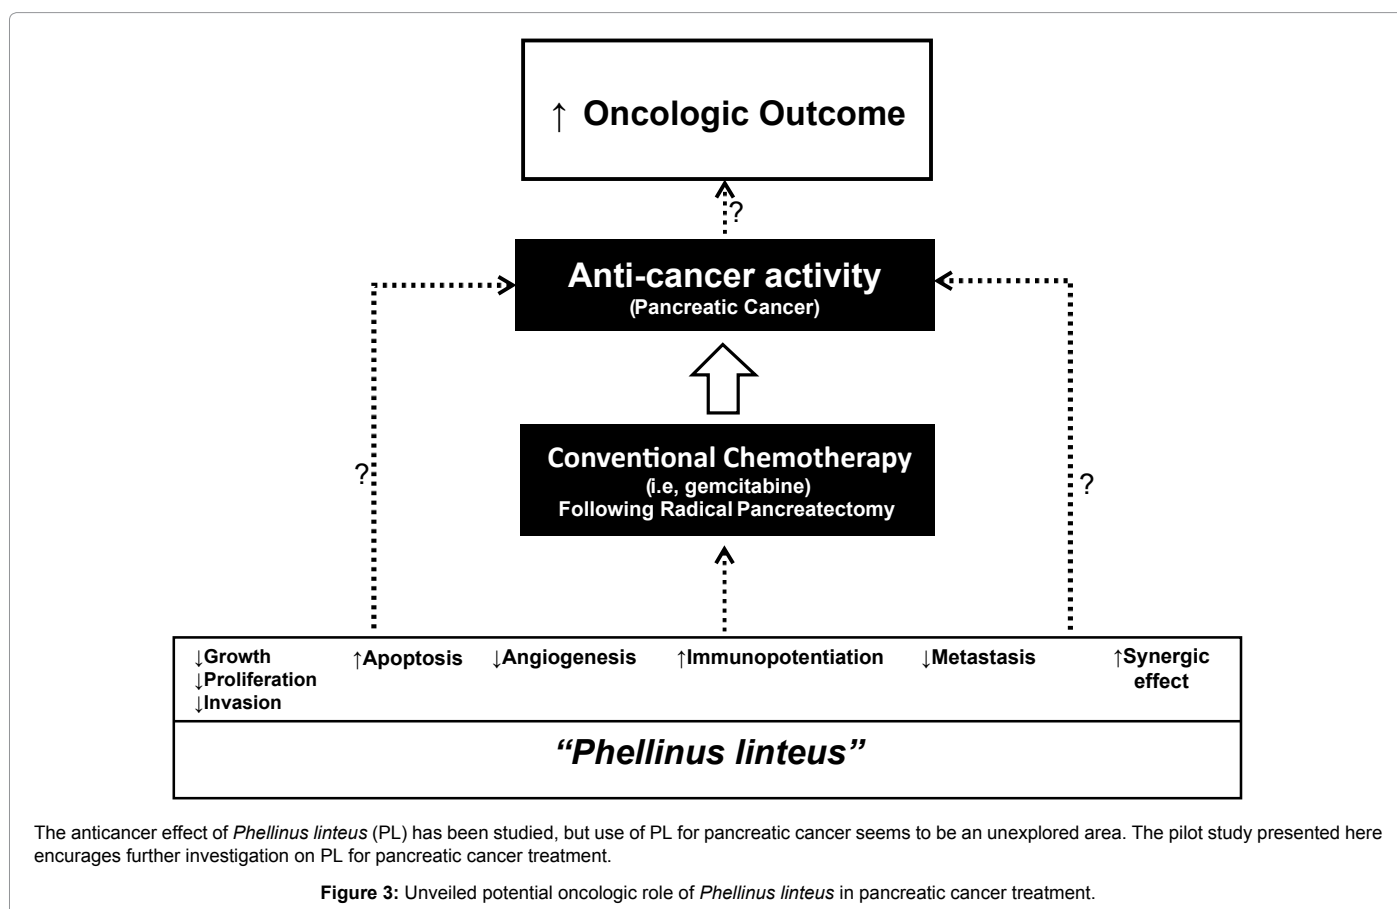 ↑ Oncologic Outcome
?
Anti-cancer activity
(Pancreatic Cancer)
Conventional Chemotherapy
(i.e, gemcitabine)
Following Radical Pancreatectomy
?
?
↓Growth
↓Proliferation
↓Invasion
↑Apoptosis
↓Angiogenesis
↑Immunopotentiation
↓Metastasis
↑Synergic
effect
“Phellinus linteus”
The anticancer effect of Phellinus linteus (PL) has been studied, but use of PL for pancreatic cancer seems to be an unexplored area. The pilot study presented here
encurages further investigation on PL for pancreatic cancer treatment.
Figure 3: Unveiled potential oncologic role of Phellinus linteus in pancreatic cancer treatment.